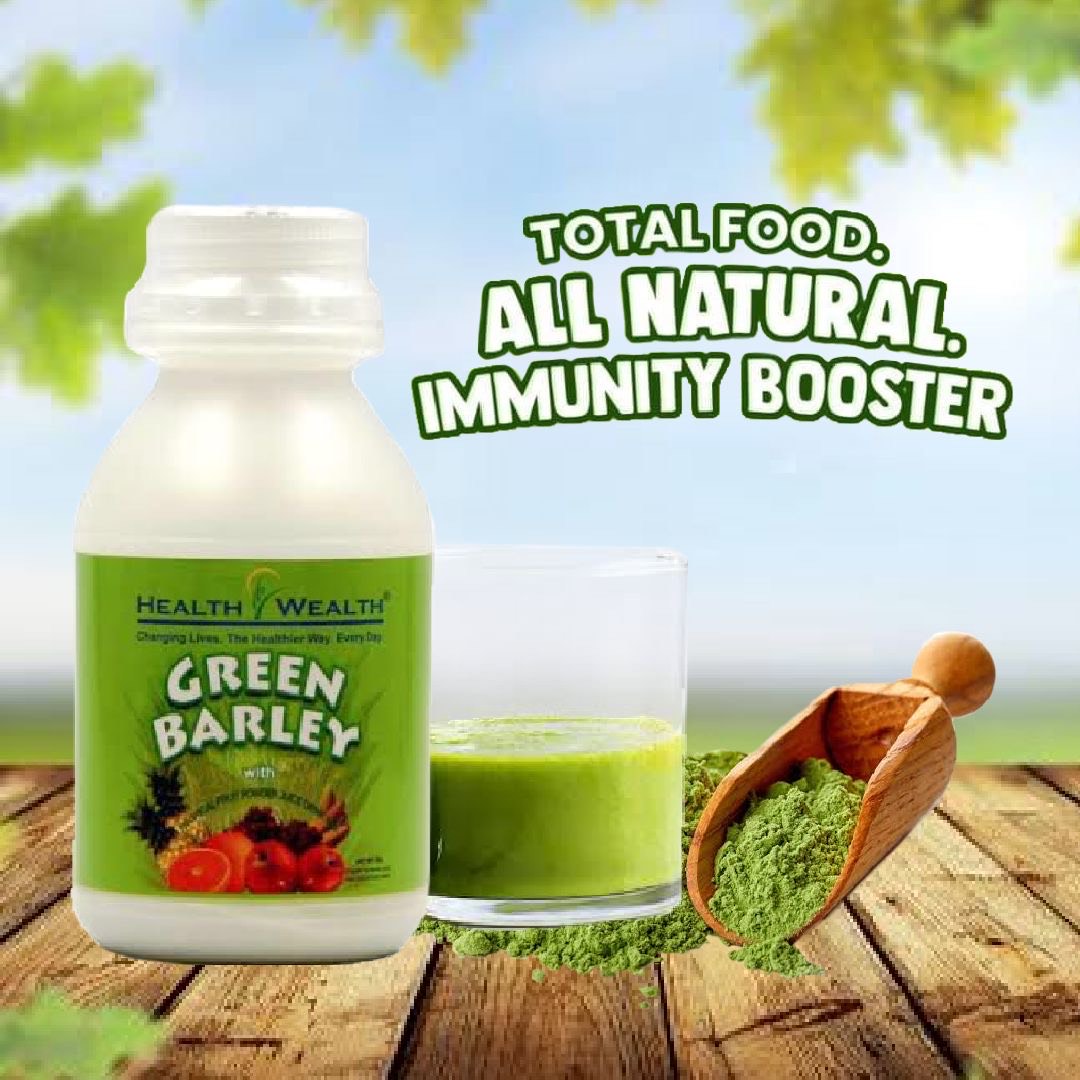 TOTAL FOOD.
ALL NATURAL.
IMMUNITY BOOSTER
HEALTH WEALTH®
Changing Lives. The Healthier Way. Every Day
GREEN
BARLEY
with